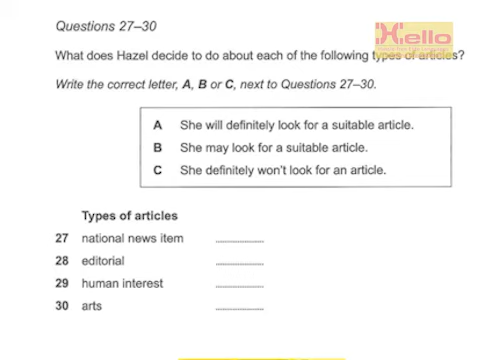 Questions 27–30
Hello
What does Hazel decide to do about each of the following types of articles?
Write the correct letter, A, B or C, next to Questions 27–30.
A She will definitely look for a suitable article.
B She may look for a suitable article.
C She definitely won't look for an article.
Types of articles
27 national news item ....................
28 editorial ....................
29 human interest ....................
30 arts ....................